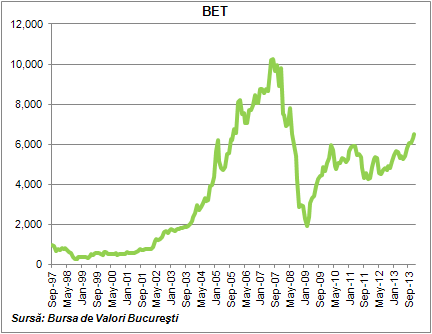 BET
12,000
10,000
8,000
6,000
4,000
2,000
0
Sep-97
May-98
Jan-99
Sep-99
May-00
Jan-01
Sep-01
May-02
Jan-03
Sep-03
May-04
Jan-05
Sep-05
May-06
Jan-07
Sep-07
May-08
Jan-09
Sep-09
May-10
Jan-11
Sep-11
May-12
Jan-13
Sep-13
Sursă: Bursa de Valori Bucureşti